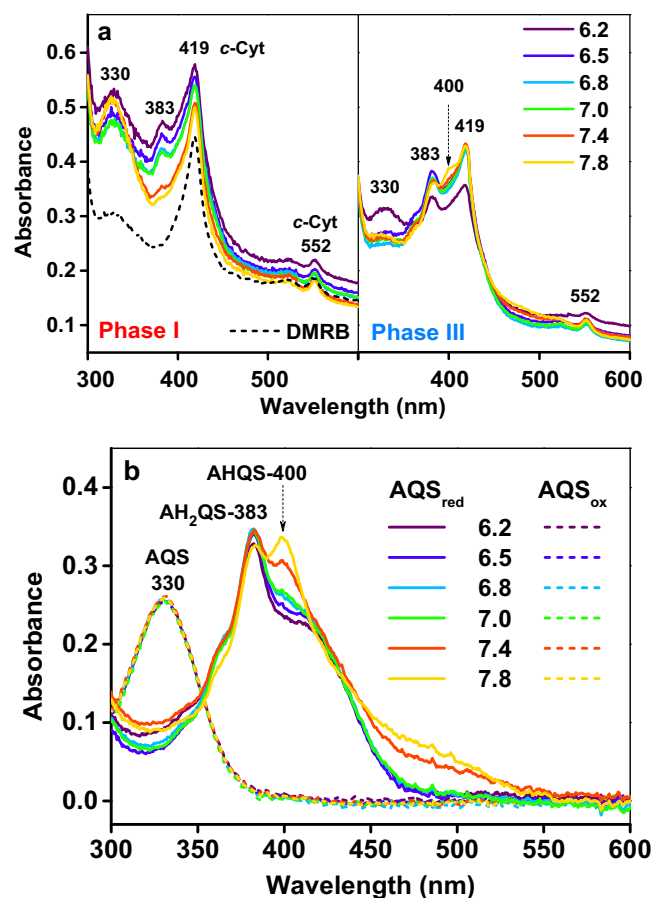 a
419 c-Cyt
330
383
c-Cyt
552
Phase I
DMRB
6.2
6.5
6.8
7.0
7.4
7.8
400
419
383
330
552
Phase III
0.6
0.5
0.4
0.3
0.2
0.1
Absorbance
300 400 500 400 500 600
Wavelength (nm)
b
AHQS-400
AH2QS-383
AQS
330
AQSred AQSox
6.2
6.5
6.8
7.0
7.4
7.8
0.4
0.3
0.2
0.1
0.0
Absorbance
300 350 400 450 500 550 600
Wavelength (nm)